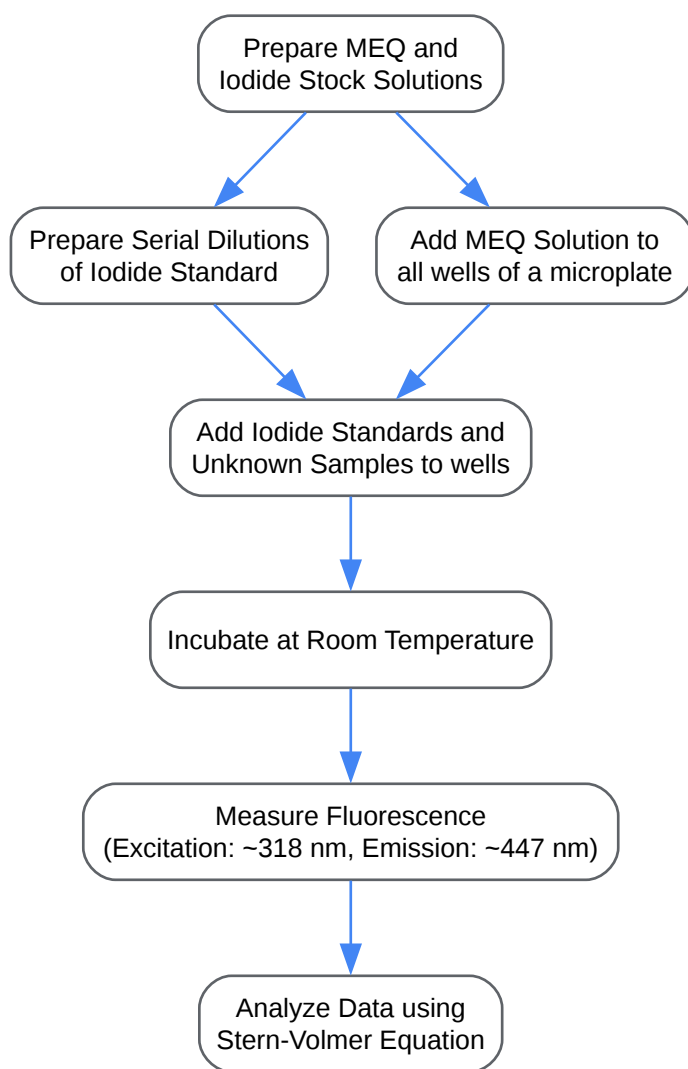 Prepare MEQ and
Iodide Stock Solutions
Prepare Serial Dilutions
of Iodide Standard
Add MEQ Solution to
all wells of a microplate
Add Iodide Standards and
Unknown Samples to wells
Incubate at Room Temperature
Measure Fluorescence
(Excitation: ~318 nm, Emission: ~447 nm)
Analyze Data using
Stern-Volmer Equation